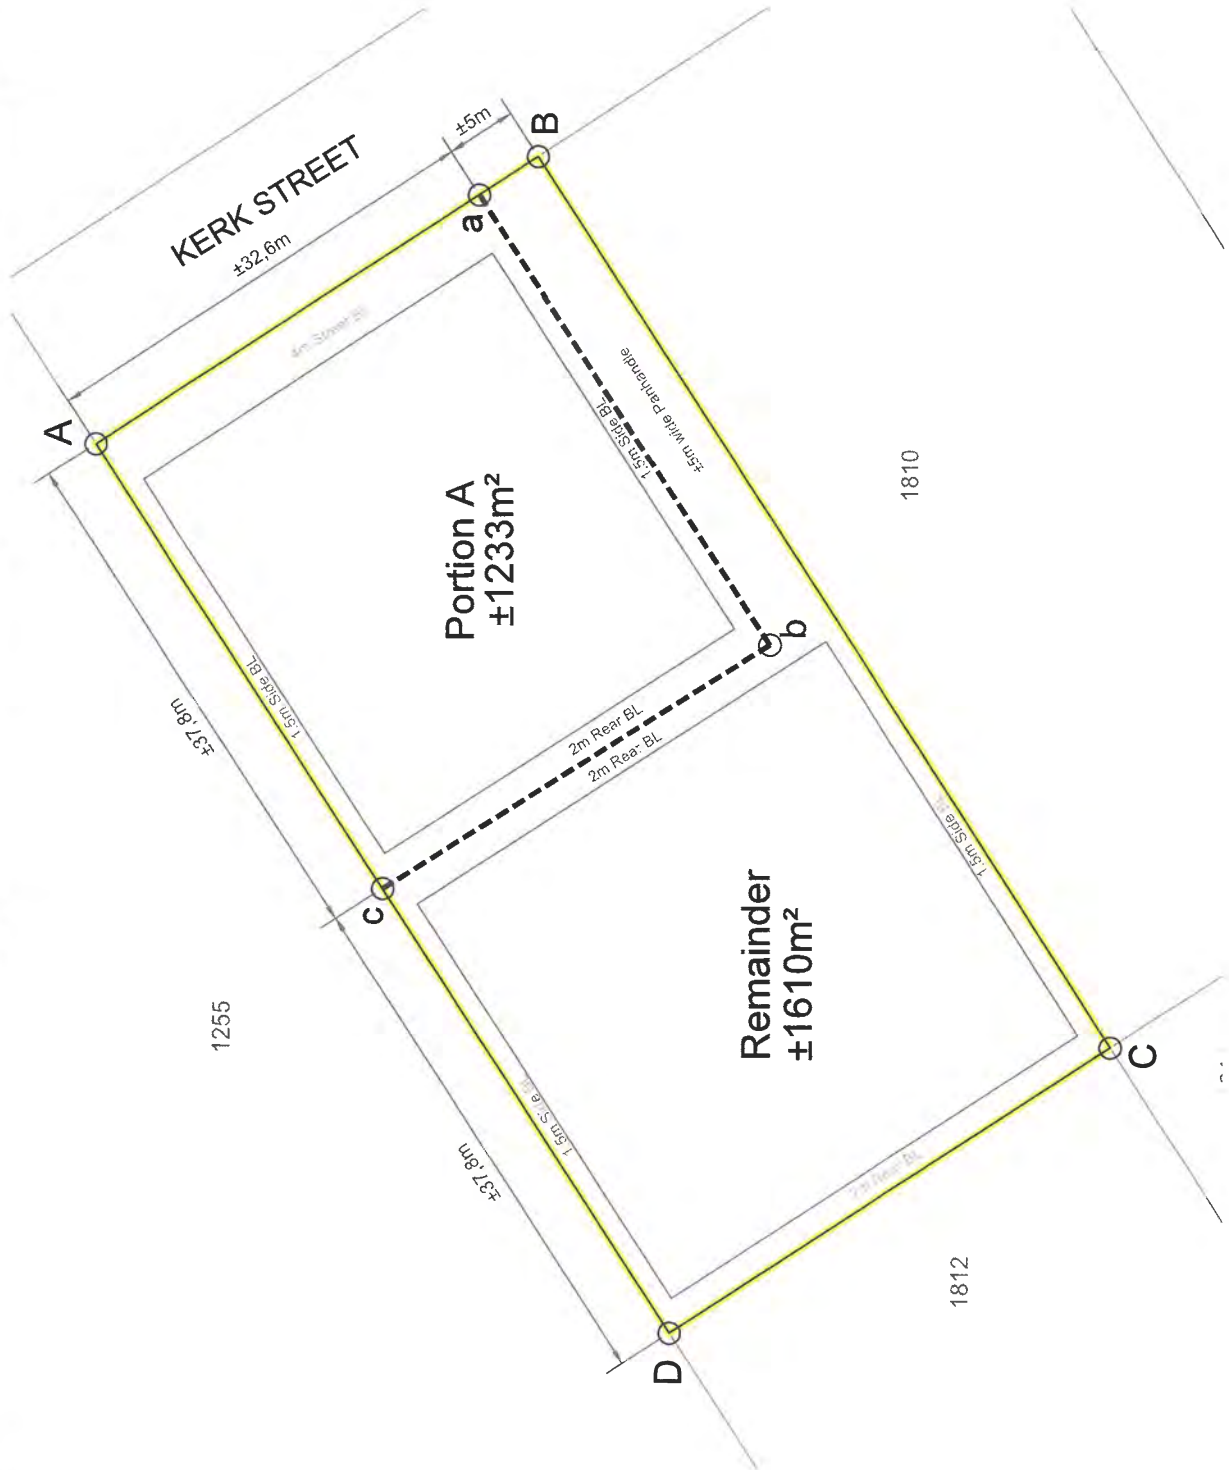 KERK STREET
±5m
B
a
±32,6m
A
4m Street BL
±5m wide Panhandle
1.5m Side BL
1810
Portion A
±1233m²
b
1.5m Side BL
±37,8m
2m Rear BL
2m Rear BL
c
1.5m Side BL
Remainder
±1610m²
1255
C
1.5m Side BL
±37,8m
2m Rear BL
1812
D